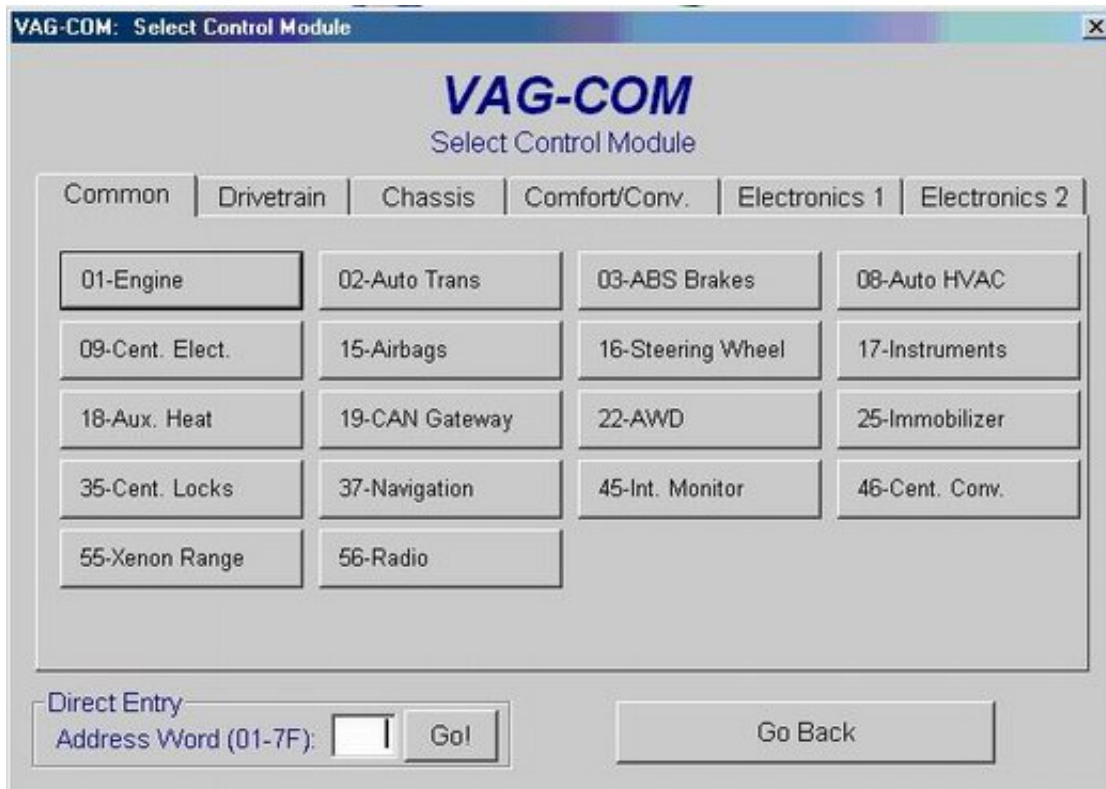 VAG-COM: Select Control Module
VAG-COM
Select Control Module
Common Drivetrain Chassis Comfort/Conv. Electronics 1 Electronics 2
01-Engine 02-Auto Trans 03-ABS Brakes 08-Auto HVAC
09-Cent. Elect. 15-Airbags 16-Steering Wheel 17-Instruments
18-Aux. Heat 19-CAN Gateway 22-AWD 25-Immobilizer
35-Cent. Locks 37-Navigation 45-Int. Monitor 46-Cent. Conv.
55-Xenon Range 56-Radio
Direct Entry
Address Word (01-7F): Go! Go Back